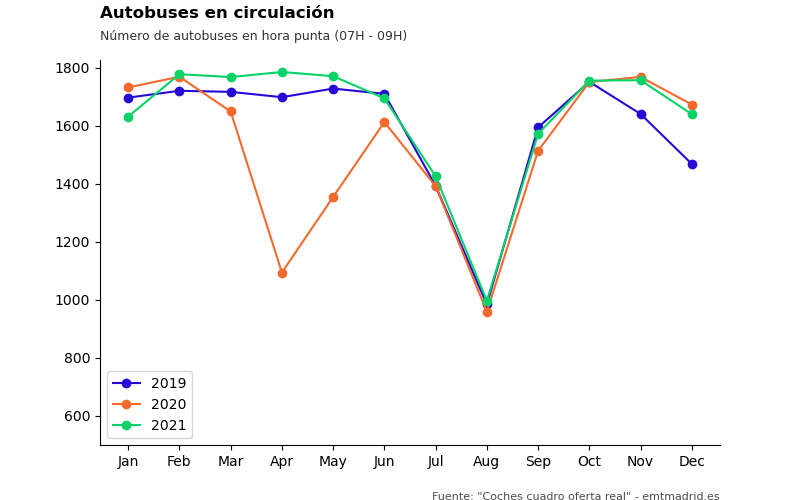 Autobuses en circulación
Número de autobuses en hora punta (07H - 09H)
1800
1600
1400
1200
1000
800
600
2019
2020
2021
Jan Feb Mar Apr May Jun Jul Aug Sep Oct Nov Dec
Fuente: "Coches cuadro oferta real" - emtmadrid.es